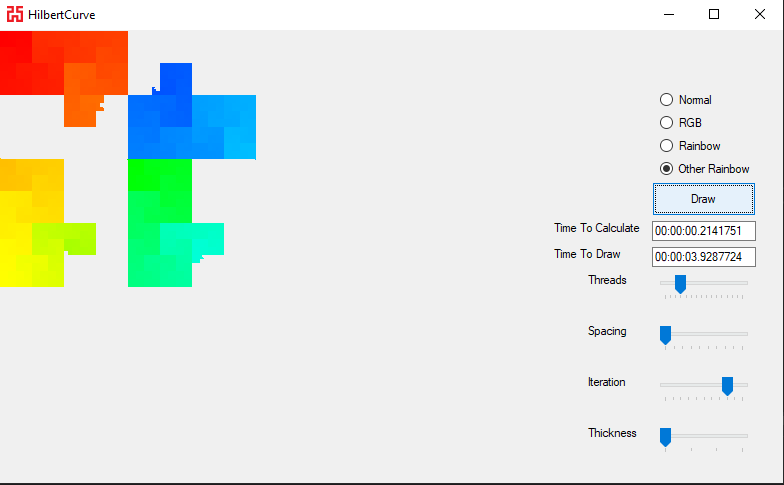 HilbertCurve
Normal
RGB
Rainbow
Other Rainbow
Draw
Time To Calculate 00:00:00.2141751
Time To Draw 00:00:03.9287724
Threads
Spacing
Iteration
Thickness